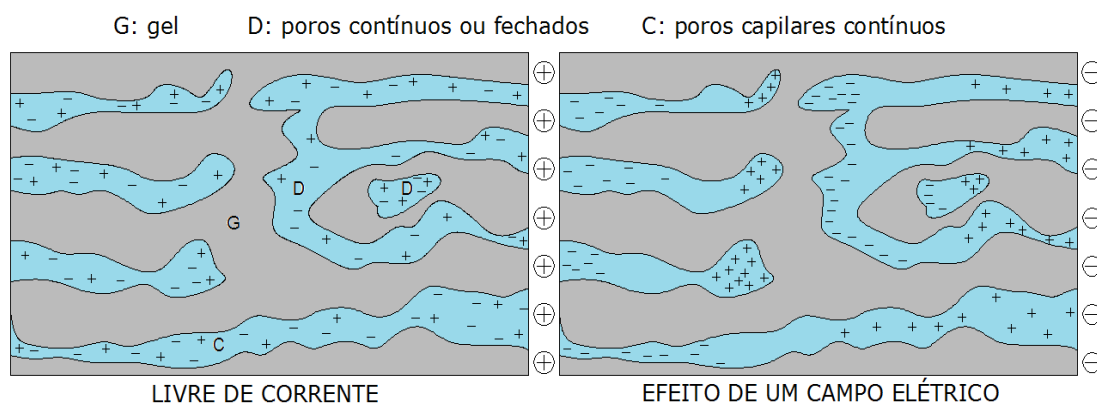 G: gel D: poros contínuos ou fechados C: poros capilares contínuos
D D
G
C
LIVRE DE CORRENTE EFEITO DE UM CAMPO ELÉTRICO